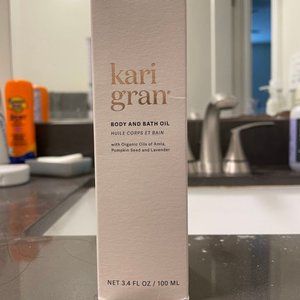 kari
gran
BODY AND BATH OIL
HUILE CORPS ET BAIN
with Organic Oils of Amla,
Pumpkin Seed and Lavender
NET 3.4 FL OZ / 100 ML